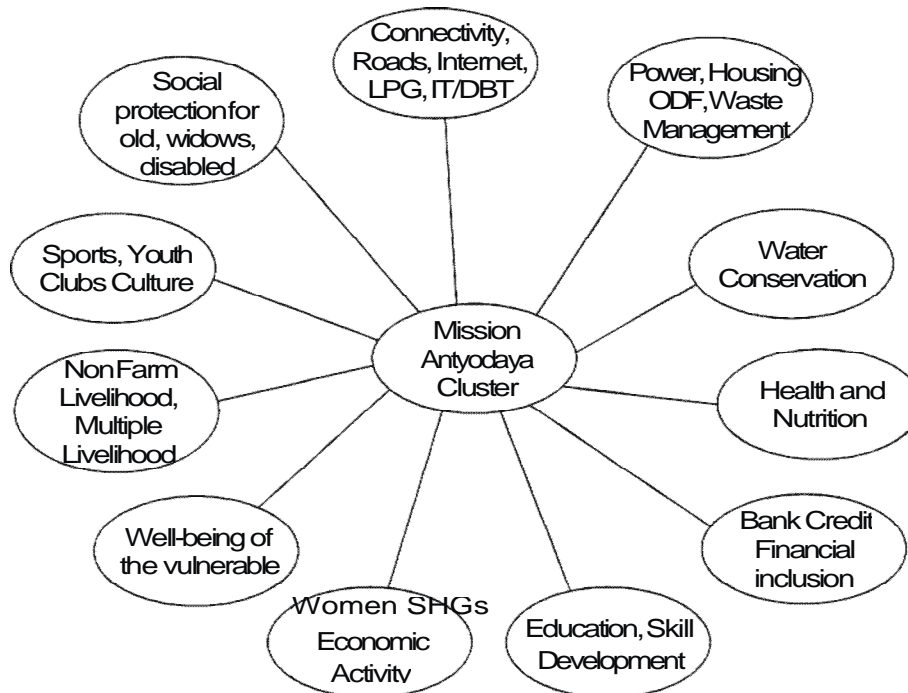 Connectivity,
Roads, Internet,
LPG, IT/DBT
Power, Housing
ODF, Waste
Management
Social
protection for
old, widows,
disabled
Water
Conservation
Sports, Youth
Clubs Culture
Mission
Antyodaya
Cluster
Non Farm
Livelihood,
Multiple
Livelihood
Health and
Nutrition
Bank Credit
Financial
inclusion
Well-being of
the vulnerable
Women SHGs
Economic
Activity
Education, Skill
Development